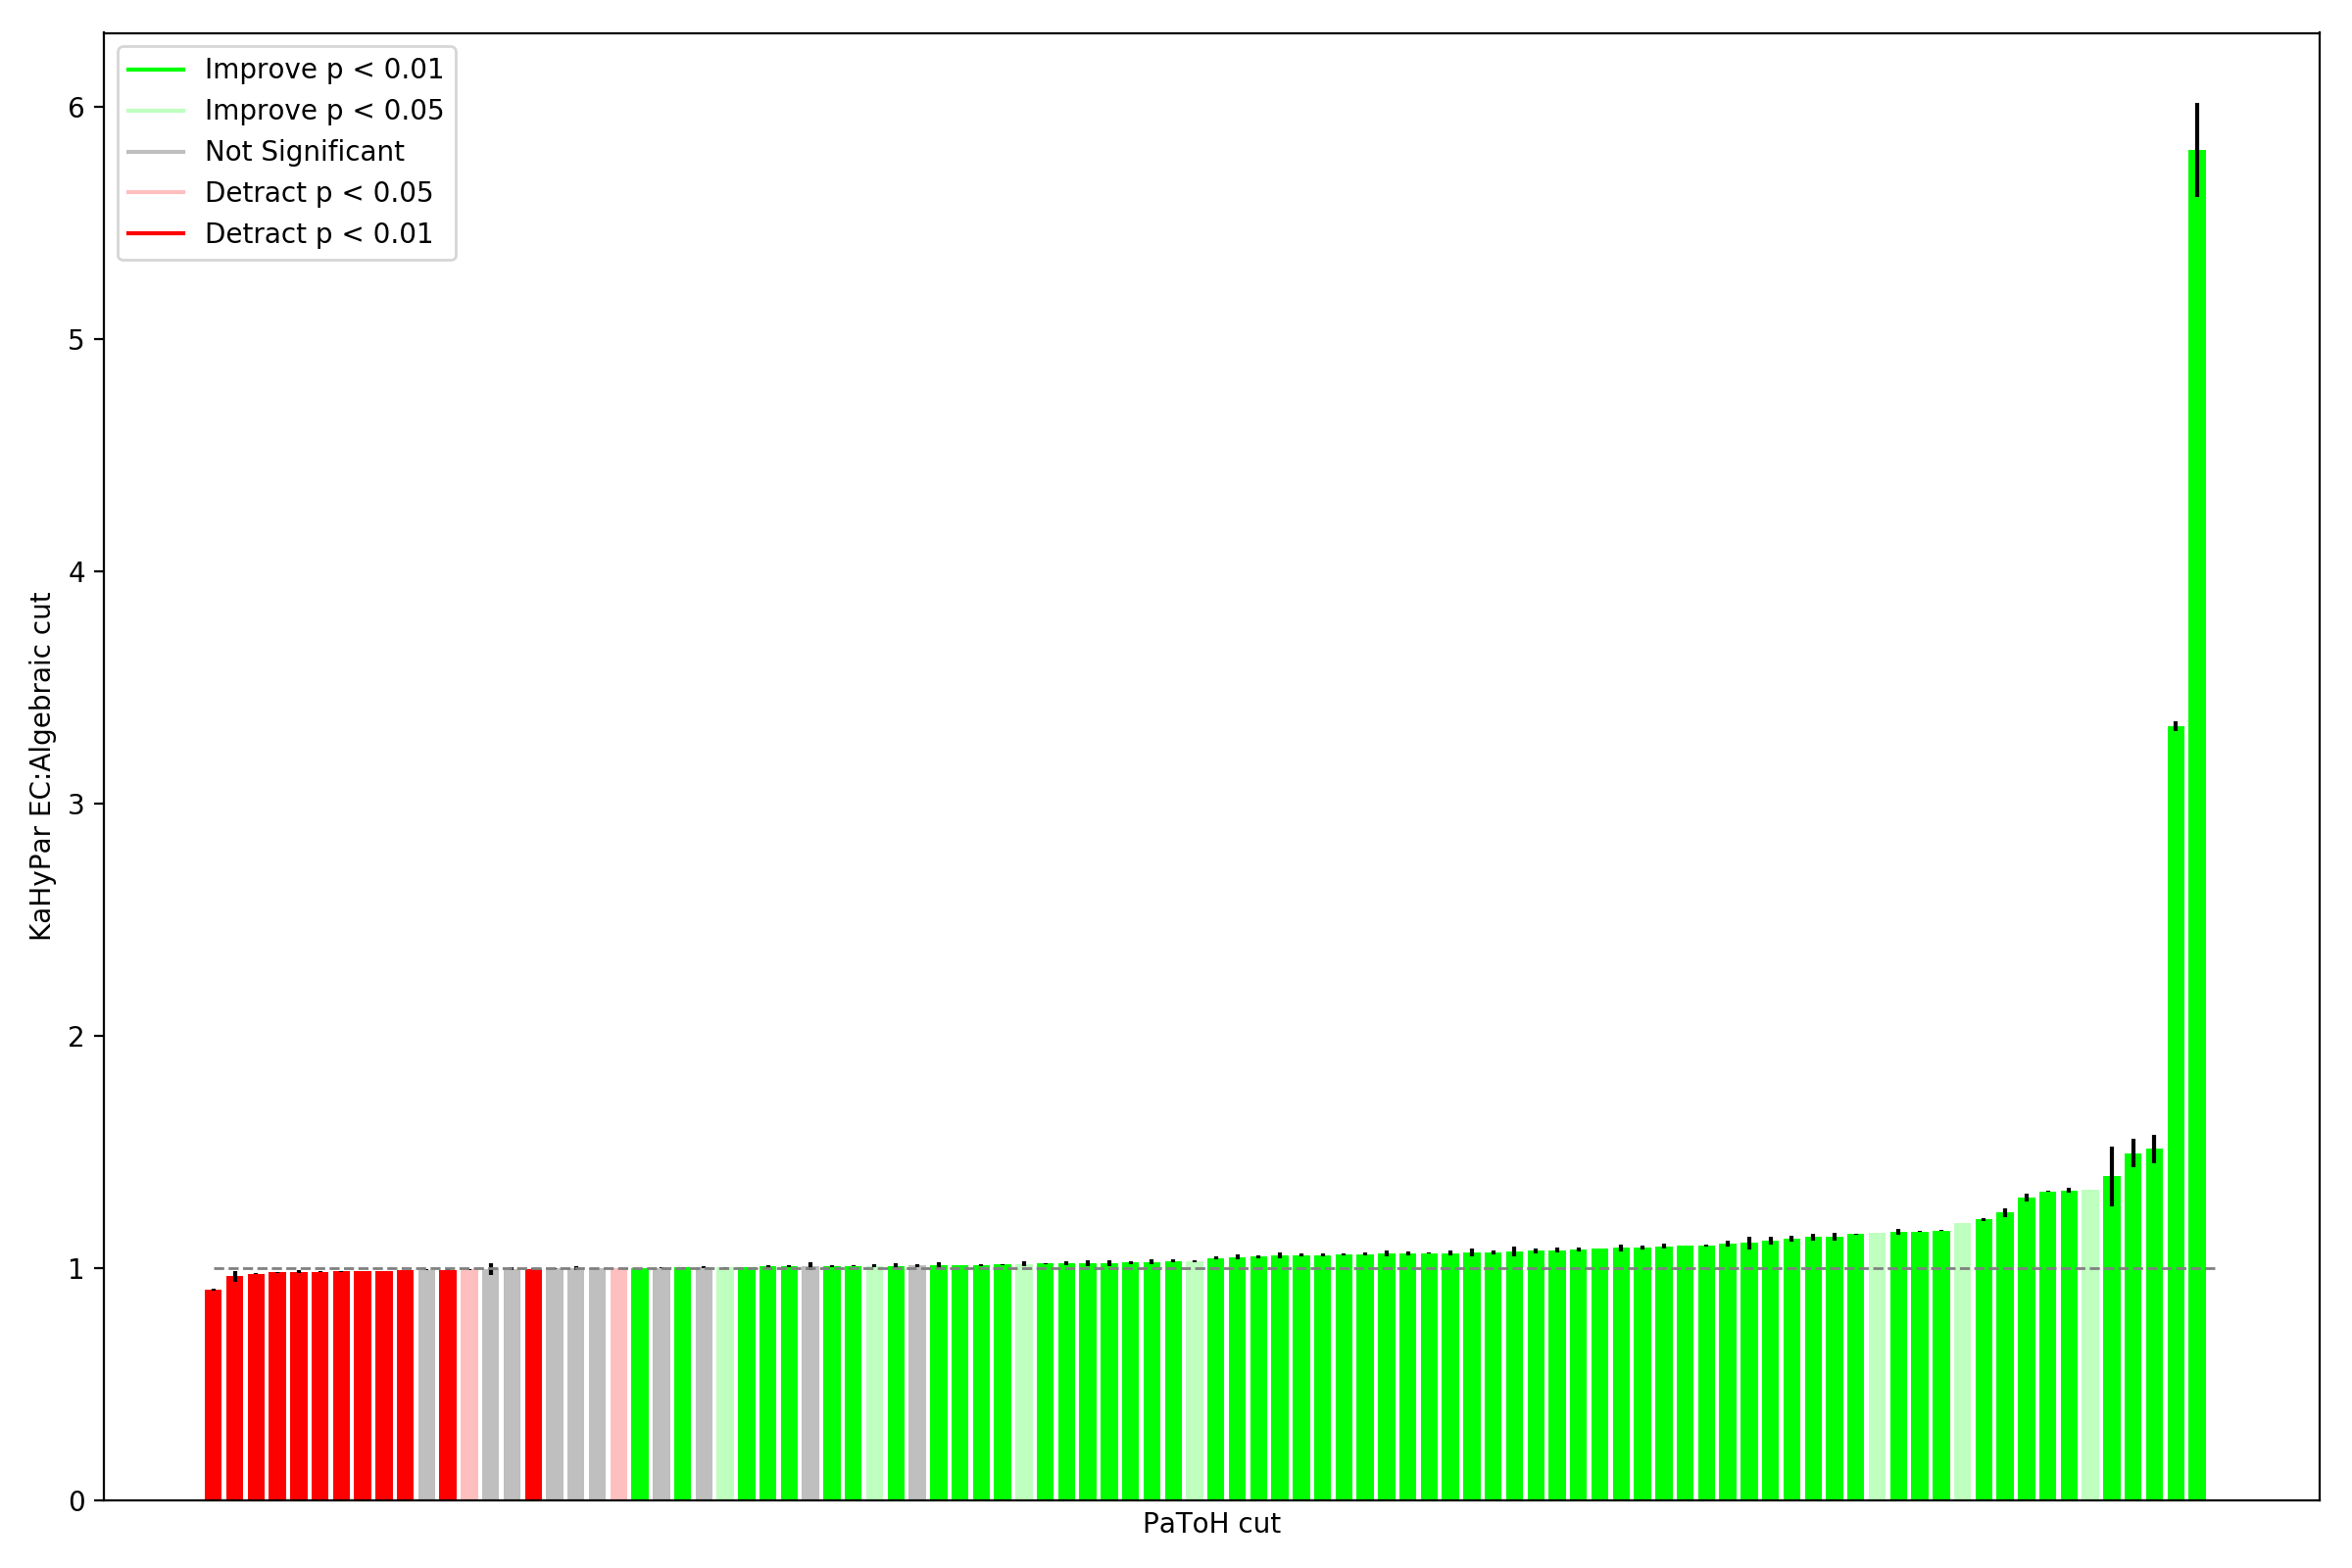 Improve p < 0.01
Improve p < 0.05
Not Significant
Detract p < 0.05
Detract p < 0.01
6
5
4
3
2
1
0
KaHyPar EC:Algebraic cut
PaToH cut